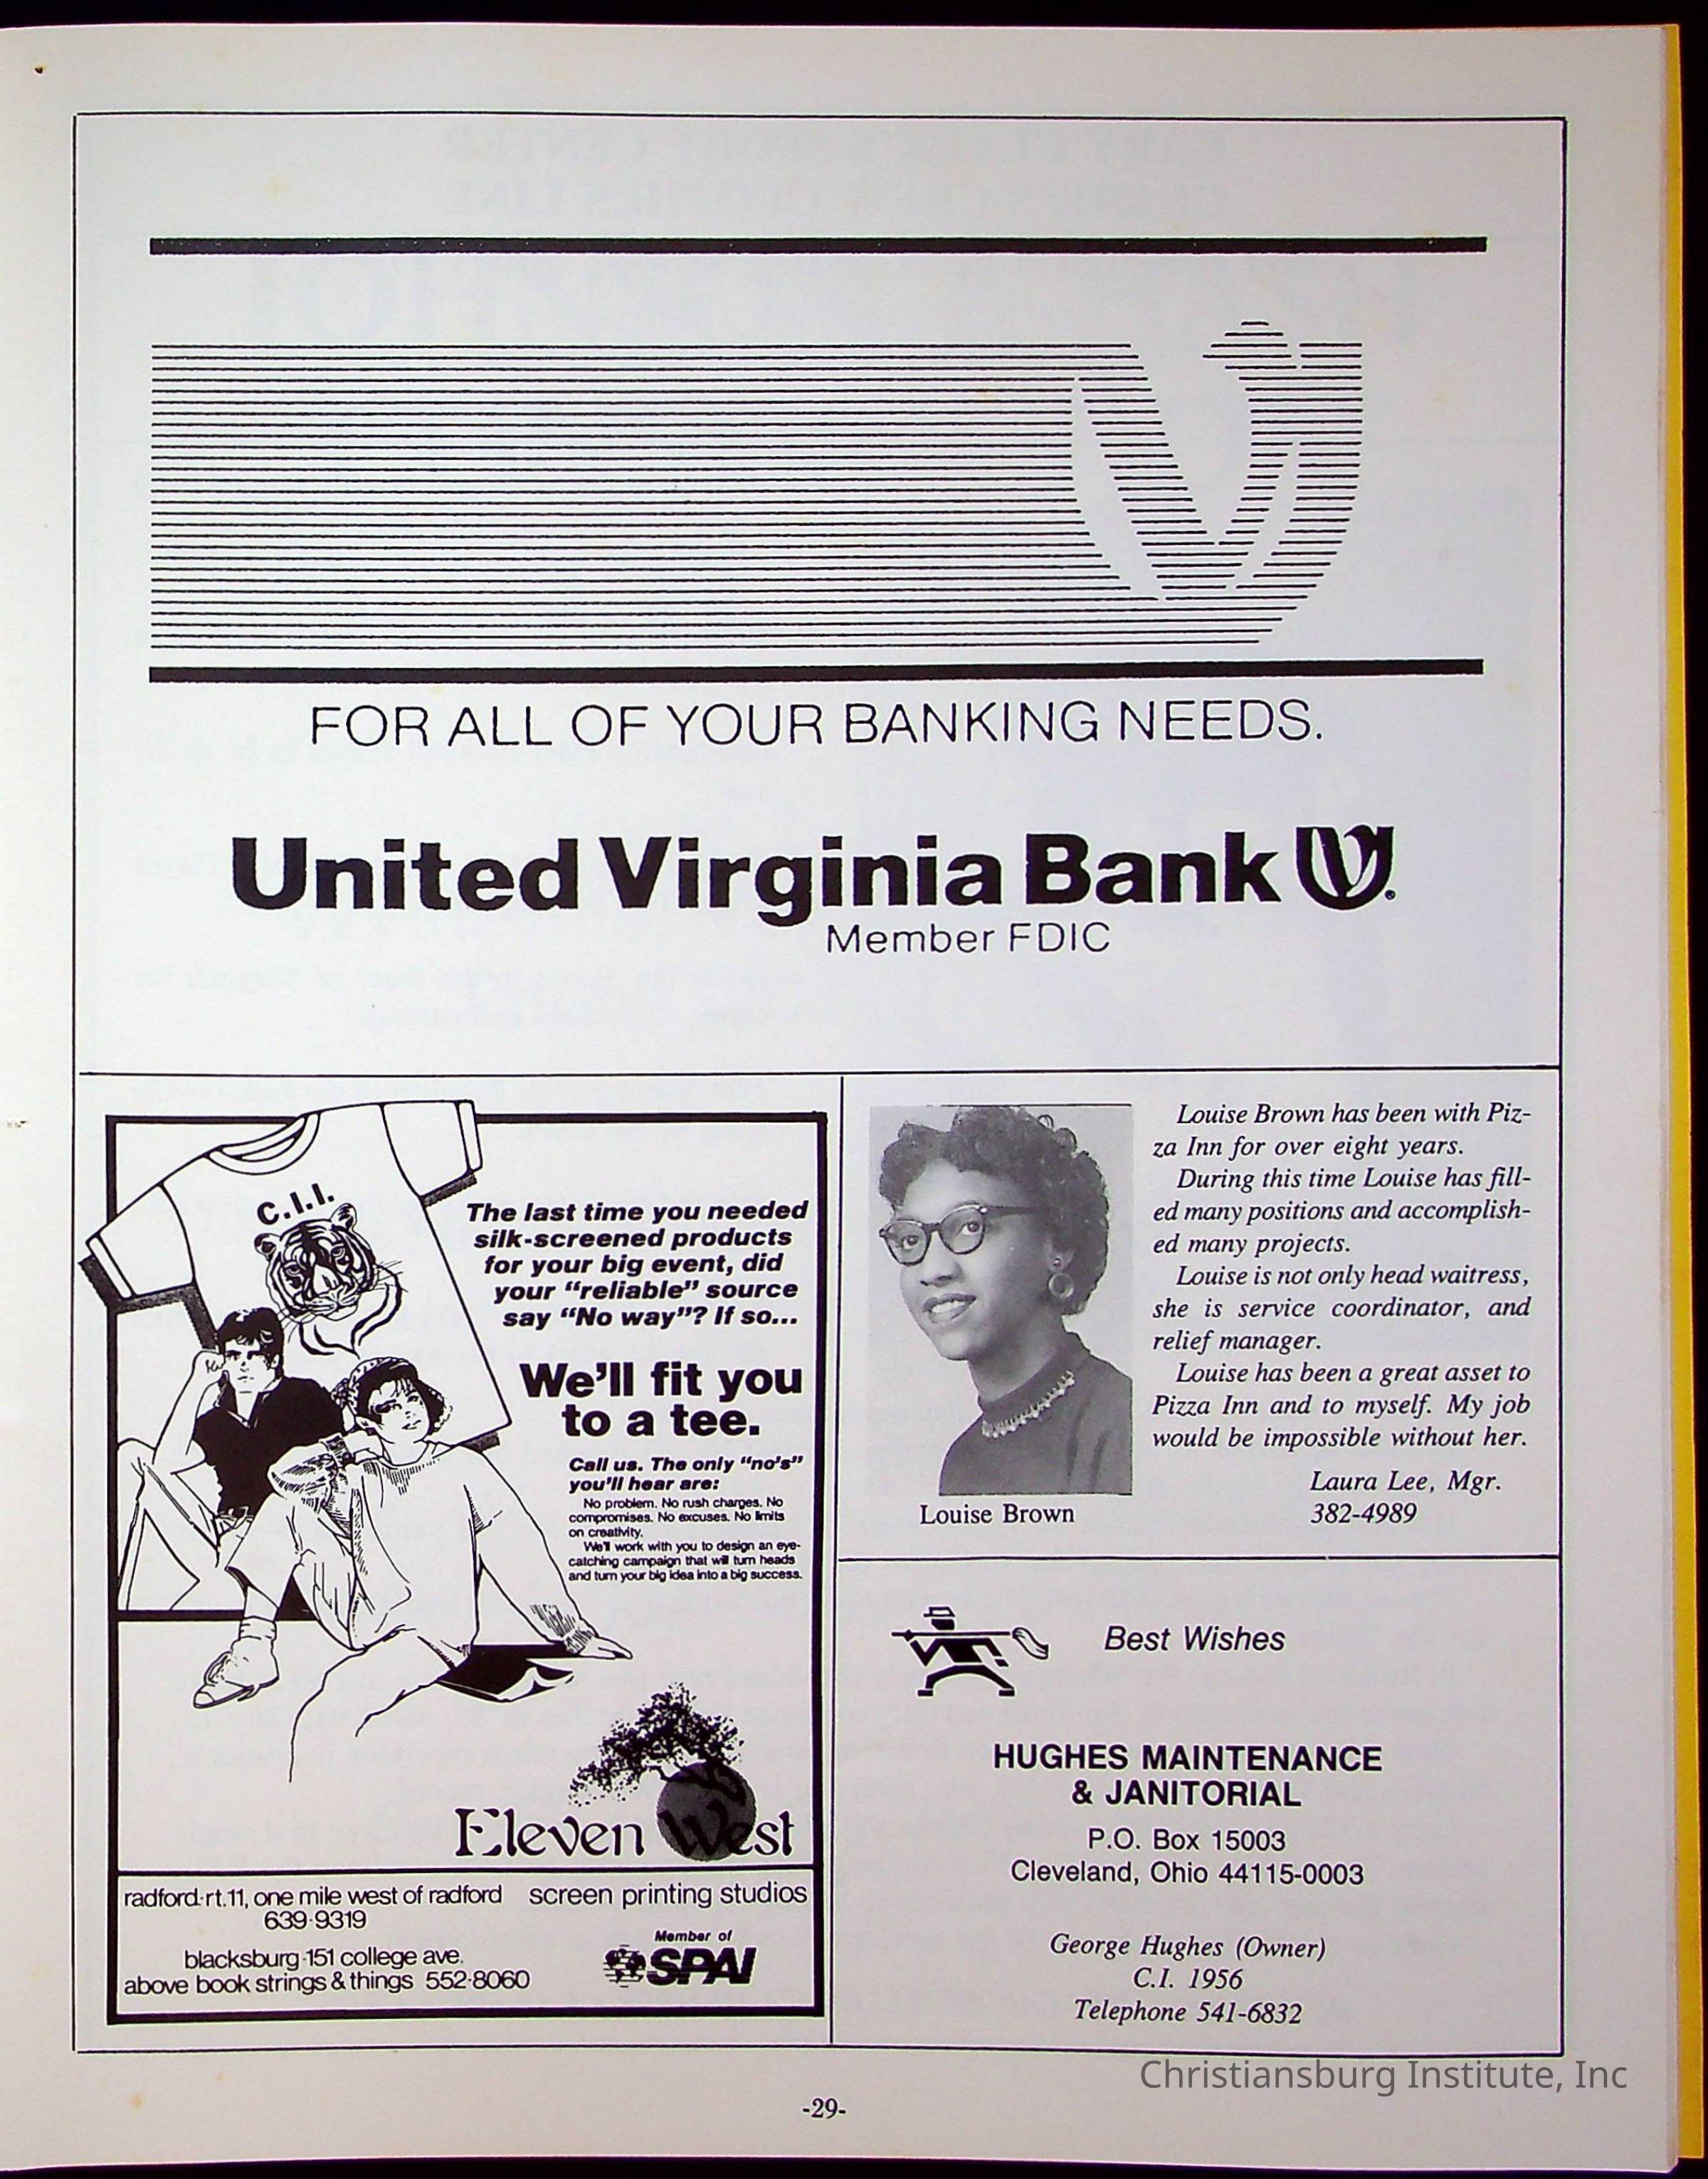 FOR ALL OF YOUR BANKING NEEDS.
United Virginia Bank
Member FDIC
C.I.I.
The last time you needed
silk-screened products
for your big event, did
your "reliable" source
say "No way"? If so...
We'll fit you
to a tee.
Call us. The only "no's"
you'll hear are:
No problem. No rush charges. No
compromises. No excuses. No limits
on creativity.
We'll work with you to design an eye-
catching campaign that will turn heads
and turn your big idea into a big success.
Eleven West
radford-rt.11, one mile west of radford
639-9319
screen printing studios
blacksburg-151 college ave.
above book strings & things 552-8060
Member of
SPAI
Louise Brown has been with Piz-
za Inn for over eight years.
During this time Louise has fill-
ed many positions and accomplish-
ed many projects.
Louise is not only head waitress,
she is service coordinator, and
relief manager.
Louise has been a great asset to
Pizza Inn and to myself. My job
would be impossible without her.
Laura Lee, Mgr.
382-4989
Louise Brown
Best Wishes
HUGHES MAINTENANCE
& JANITORIAL
P.O. Box 15003
Cleveland, Ohio 44115-0003
George Hughes (Owner)
C.I. 1956
Telephone 541-6832
Christiansburg Institute, Inc
-29-